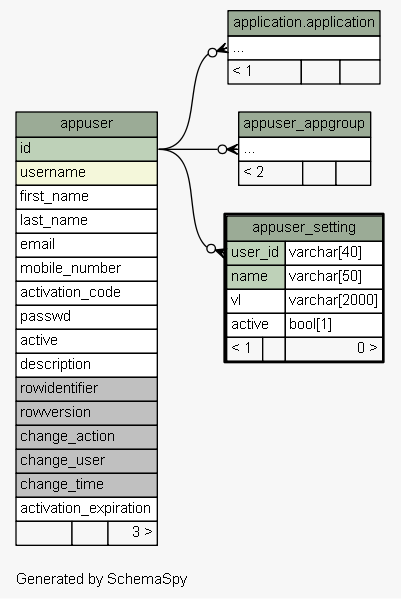 application.application
...
< 1
appuser
id
username
first_name
last_name
email
mobile_number
activation_code
passwd
active
description
rowidentifier
rowversion
change_action
change_user
change_time
activation_expiration
3 >
appuser_appgroup
...
< 2
appuser_setting
user_id varchar[40]
name varchar[50]
vl varchar[2000]
active bool[1]
< 1 0 >
Generated by SchemaSpy